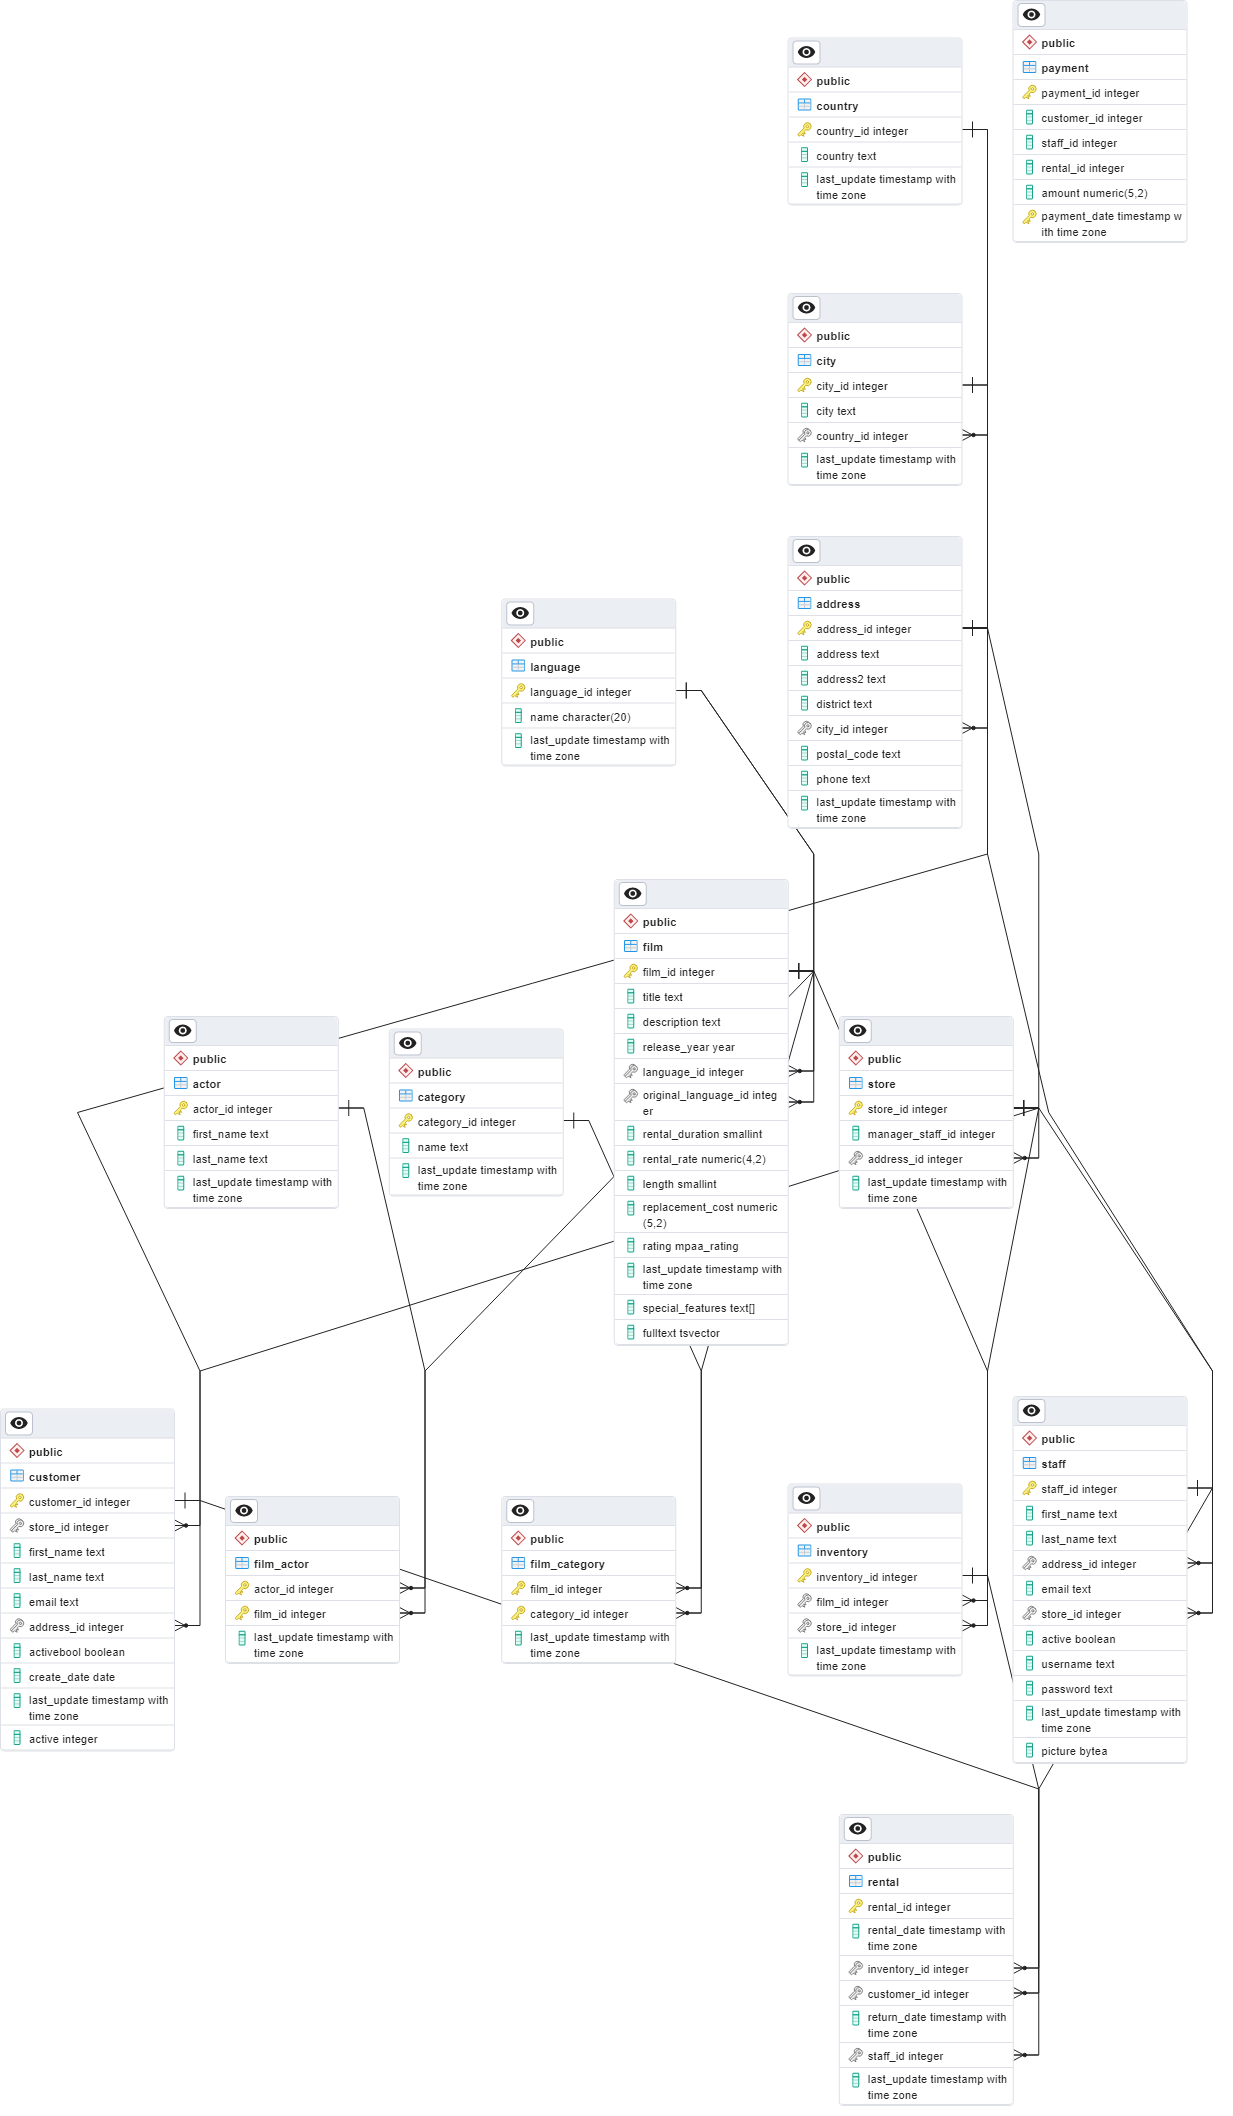 public
payment
payment_id integer
customer_id integer
staff_id integer
rental_id integer
amount numeric(5,2)
payment_date timestamp w
ith time zone
public
country
country_id integer
country text
last_update timestamp with
time zone
public
city
city_id integer
city text
country_id integer
last_update timestamp with
time zone
public
address
address_id integer
address text
address2 text
district text
city_id integer
postal_code text
phone text
last_update timestamp with
time zone
public
language
language_id integer
name character(20)
last_update timestamp with
time zone
public
film
film_id integer
title text
description text
release_year year
language_id integer
original_language_id integ
er
rental_duration smallint
rental_rate numeric(4,2)
length smallint
replacement_cost numeric
(5,2)
rating mpaa_rating
last_update timestamp with
time zone
special_features text[]
fulltext tsvector
public
actor
actor_id integer
first_name text
last_name text
last_update timestamp with
time zone
public
category
category_id integer
name text
last_update timestamp with
time zone
public
store
store_id integer
manager_staff_id integer
address_id integer
last_update timestamp with
time zone
public
customer
customer_id integer
store_id integer
first_name text
last_name text
email text
address_id integer
activebool boolean
create_date date
last_update timestamp with
time zone
active integer
public
film_actor
actor_id integer
film_id integer
last_update timestamp with
time zone
public
film_category
film_id integer
category_id integer
last_update timestamp with
time zone
public
inventory
inventory_id integer
film_id integer
store_id integer
last_update timestamp with
time zone
public
staff
staff_id integer
first_name text
last_name text
address_id integer
email text
store_id integer
active boolean
username text
password text
last_update timestamp with
time zone
picture bytea
public
rental
rental_id integer
rental_date timestamp with
time zone
inventory_id integer
customer_id integer
return_date timestamp with
time zone
staff_id integer
last_update timestamp with
time zone